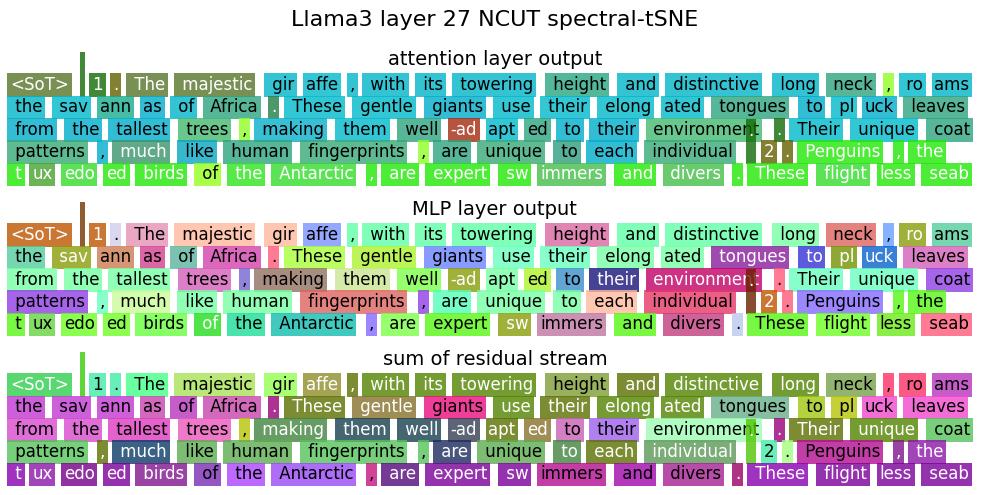 Llama3 layer 27 NCUT spectral-tSNE
attention layer output
<SoT> 1 . The majestic gir affe , with its towering height and distinctive long neck , ro ams
the sav ann as of Africa . These gentle giants use their elong ated tongues to pl uck leaves
from the tallest trees , making them well -ad apt ed to their environment . Their unique coat
patterns , much like human fingerprints , are unique to each individual 2 . Penguins , the
t ux edo ed birds of the Antarctic , are expert sw immers and divers . These flight less seab
MLP layer output
<SoT> 1 . The majestic gir affe , with its towering height and distinctive long neck , ro ams
the sav ann as of Africa . These gentle giants use their elong ated tongues to pl uck leaves
from the tallest trees , making them well -ad apt ed to their environment . Their unique coat
patterns , much like human fingerprints , are unique to each individual 2 . Penguins , the
t ux edo ed birds of the Antarctic , are expert sw immers and divers . These flight less seab
sum of residual stream
<SoT> 1 . The majestic gir affe , with its towering height and distinctive long neck , ro ams
the sav ann as of Africa . These gentle giants use their elong ated tongues to pl uck leaves
from the tallest trees , making them well -ad apt ed to their environment . Their unique coat
patterns , much like human fingerprints , are unique to each individual 2 . Penguins , the
t ux edo ed birds of the Antarctic , are expert sw immers and divers . These flight less seab